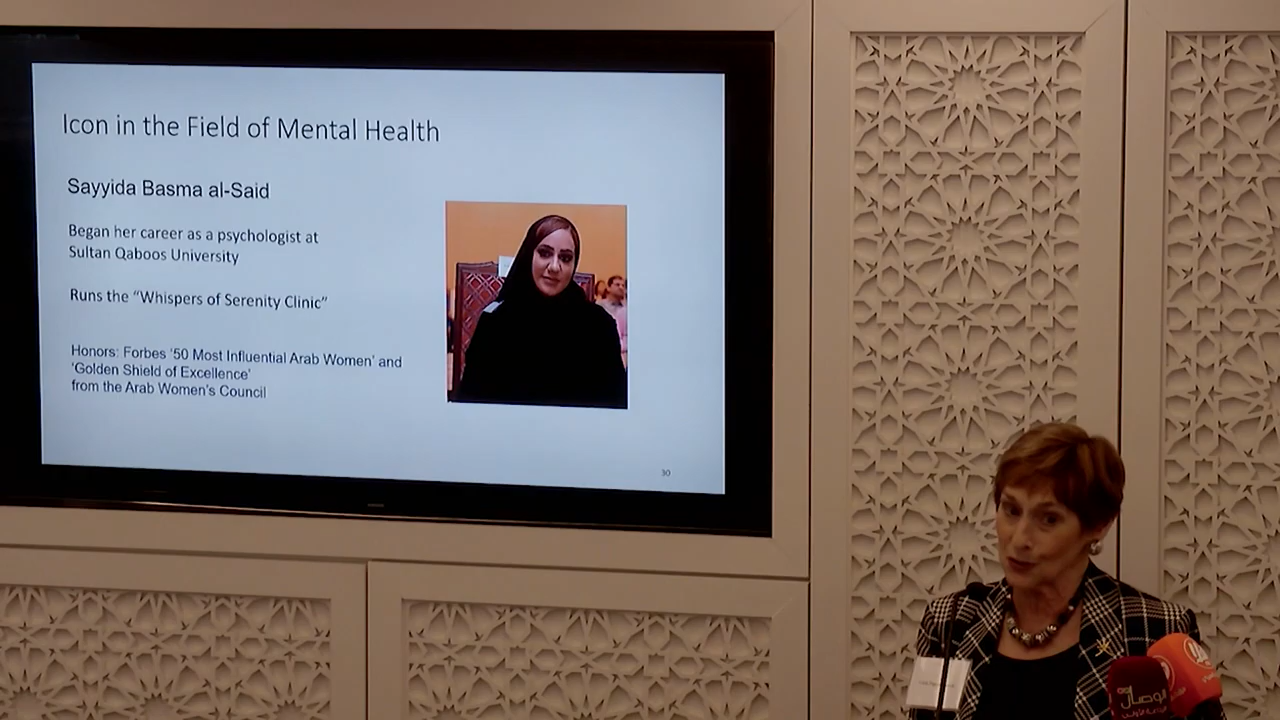 Icon in the Field of Mental Health
Sayyida Basma al-Said
Began her career as a psychologist at
Sultan Qaboos University
Runs the “Whispers of Serenity Clinic”
Honors: Forbes ‘50 Most Influential Arab Women’ and
‘Golden Shield of Excellence’
from the Arab Women’s Council
30
الوصال